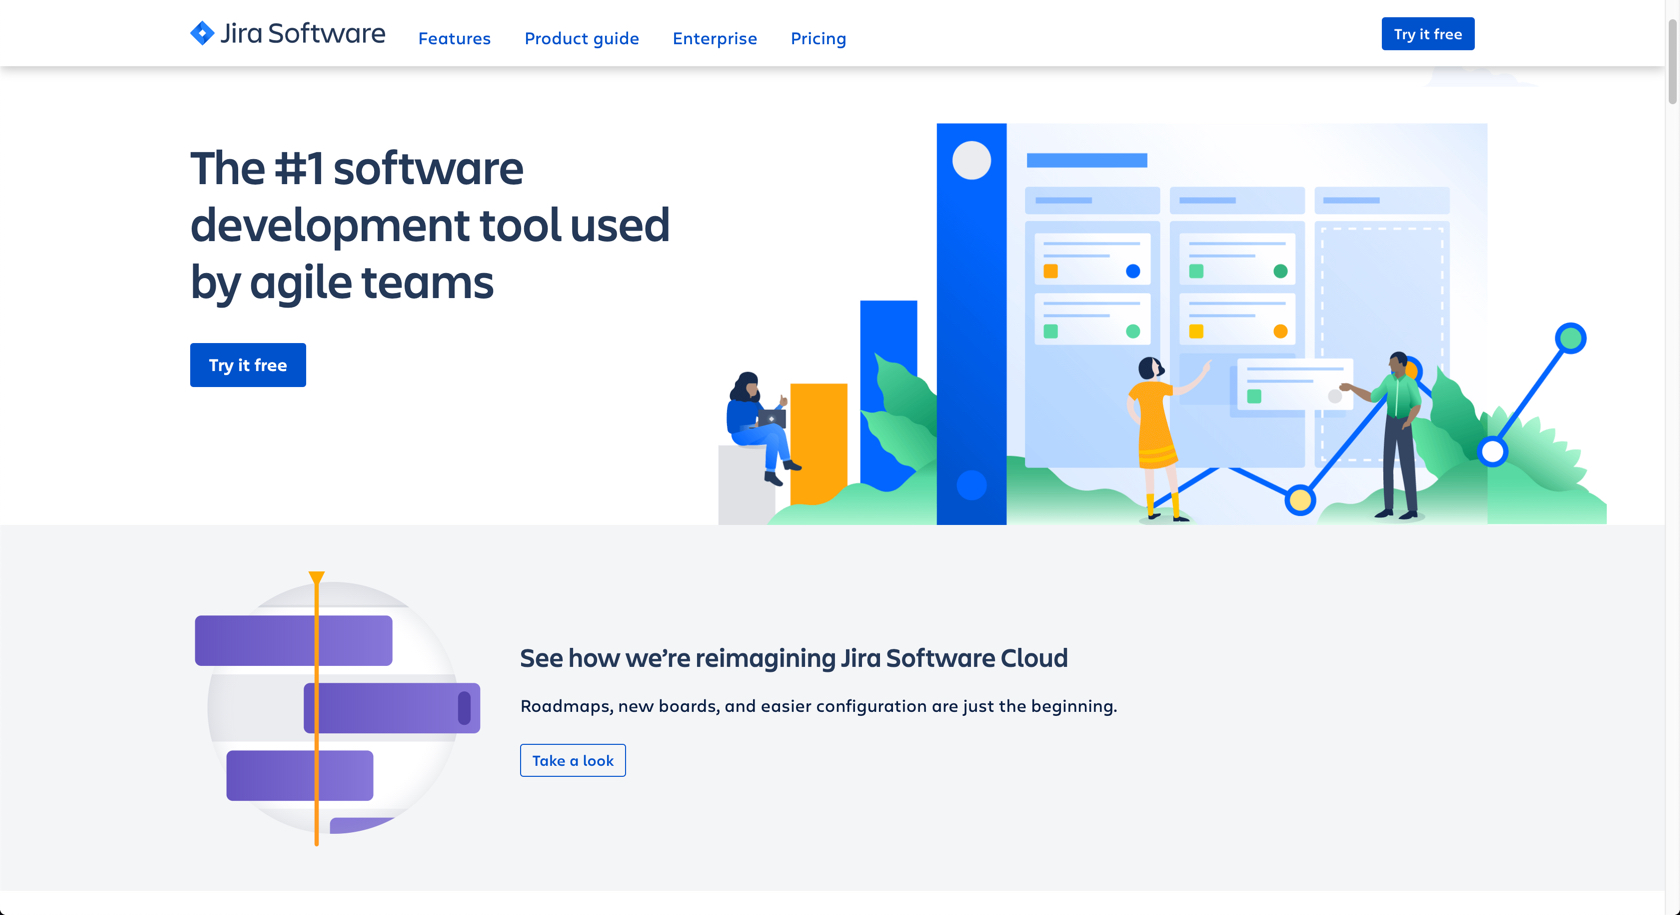 Jira Software
Features
Product guide
Enterprise
Pricing
Try it free
The #1 software
development tool used
by agile teams
Try it free
See how we’re reimagining Jira Software Cloud
Roadmaps, new boards, and easier configuration are just the beginning.
Take a look